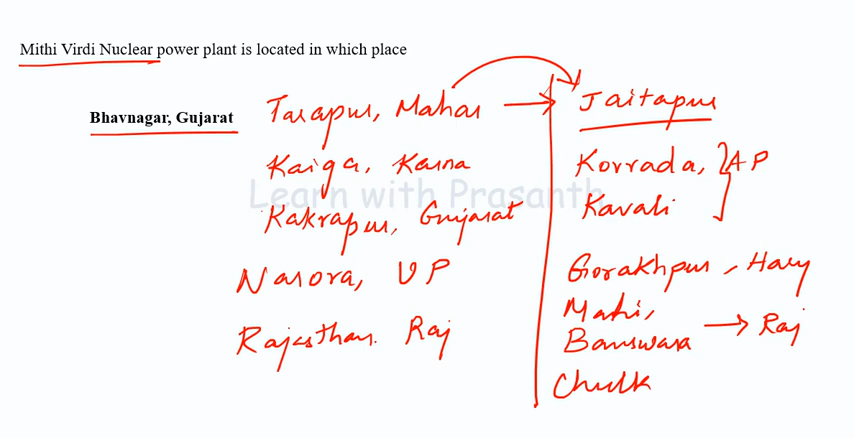 Mithi Virdi Nuclear power plant is located in which place
Bhavnagar, Gujarat
Tarapur, Mahar → Jaitapur
Kaiga, Karna
Kakrapur, Gujarat
Narora, UP
Rajasthan. Raj
Korrada, } AP
Kavali
Gorakhpur, Hary
Mahi,
Banswara → Raj
Chutk
Learn with Prasanth